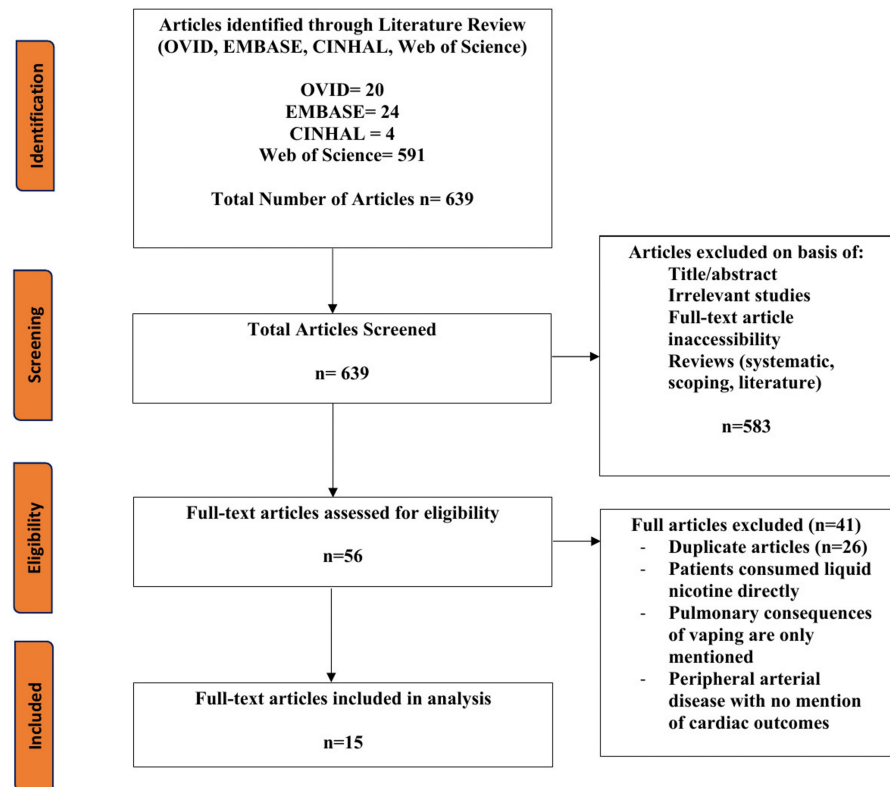 Identification
Articles identified through Literature Review
(OVID, EMBASE, CINHAL, Web of Science)
OVID= 20
EMBASE= 24
CINHAL = 4
Web of Science= 591
Total Number of Articles n= 639
Screening
Total Articles Screened
n= 639
Articles excluded on basis of:
Title/abstract
Irrelevant studies
Full-text article
inaccessibility
Reviews (systematic,
scoping, literature)
n=583
Eligibility
Full-text articles assessed for eligibility
n=56
Full articles excluded (n=41)
- Duplicate articles (n=26)
- Patients consumed liquid
nicotine directly
- Pulmonary consequences
of vaping are only
mentioned
- Peripheral arterial
disease with no mention
of cardiac outcomes
Included
Full-text articles included in analysis
n=15